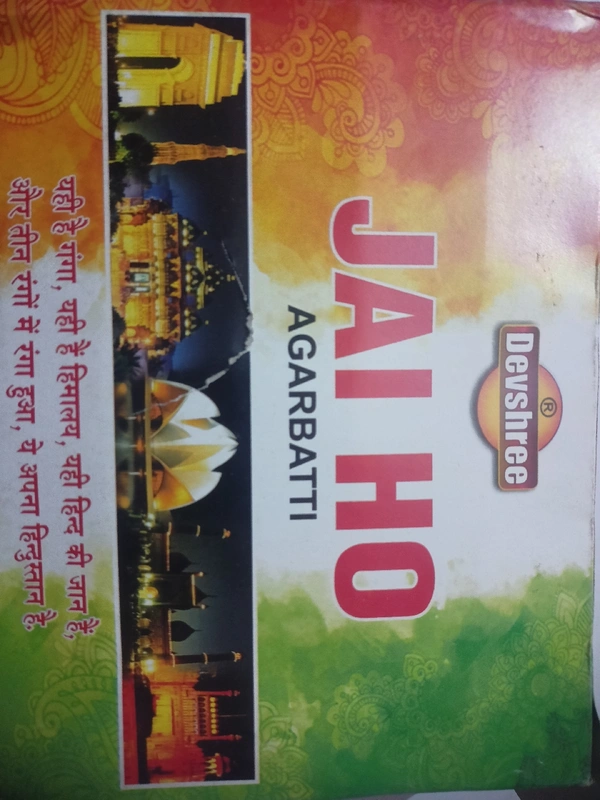 Devshree
®
JAI HO
AGARBATTI
यही है गंगा, यही है हिमालय, यही हिन्द की जान है,
और तीन रंगों में रंगा हुआ, ये अपना हिन्दुस्तान है.